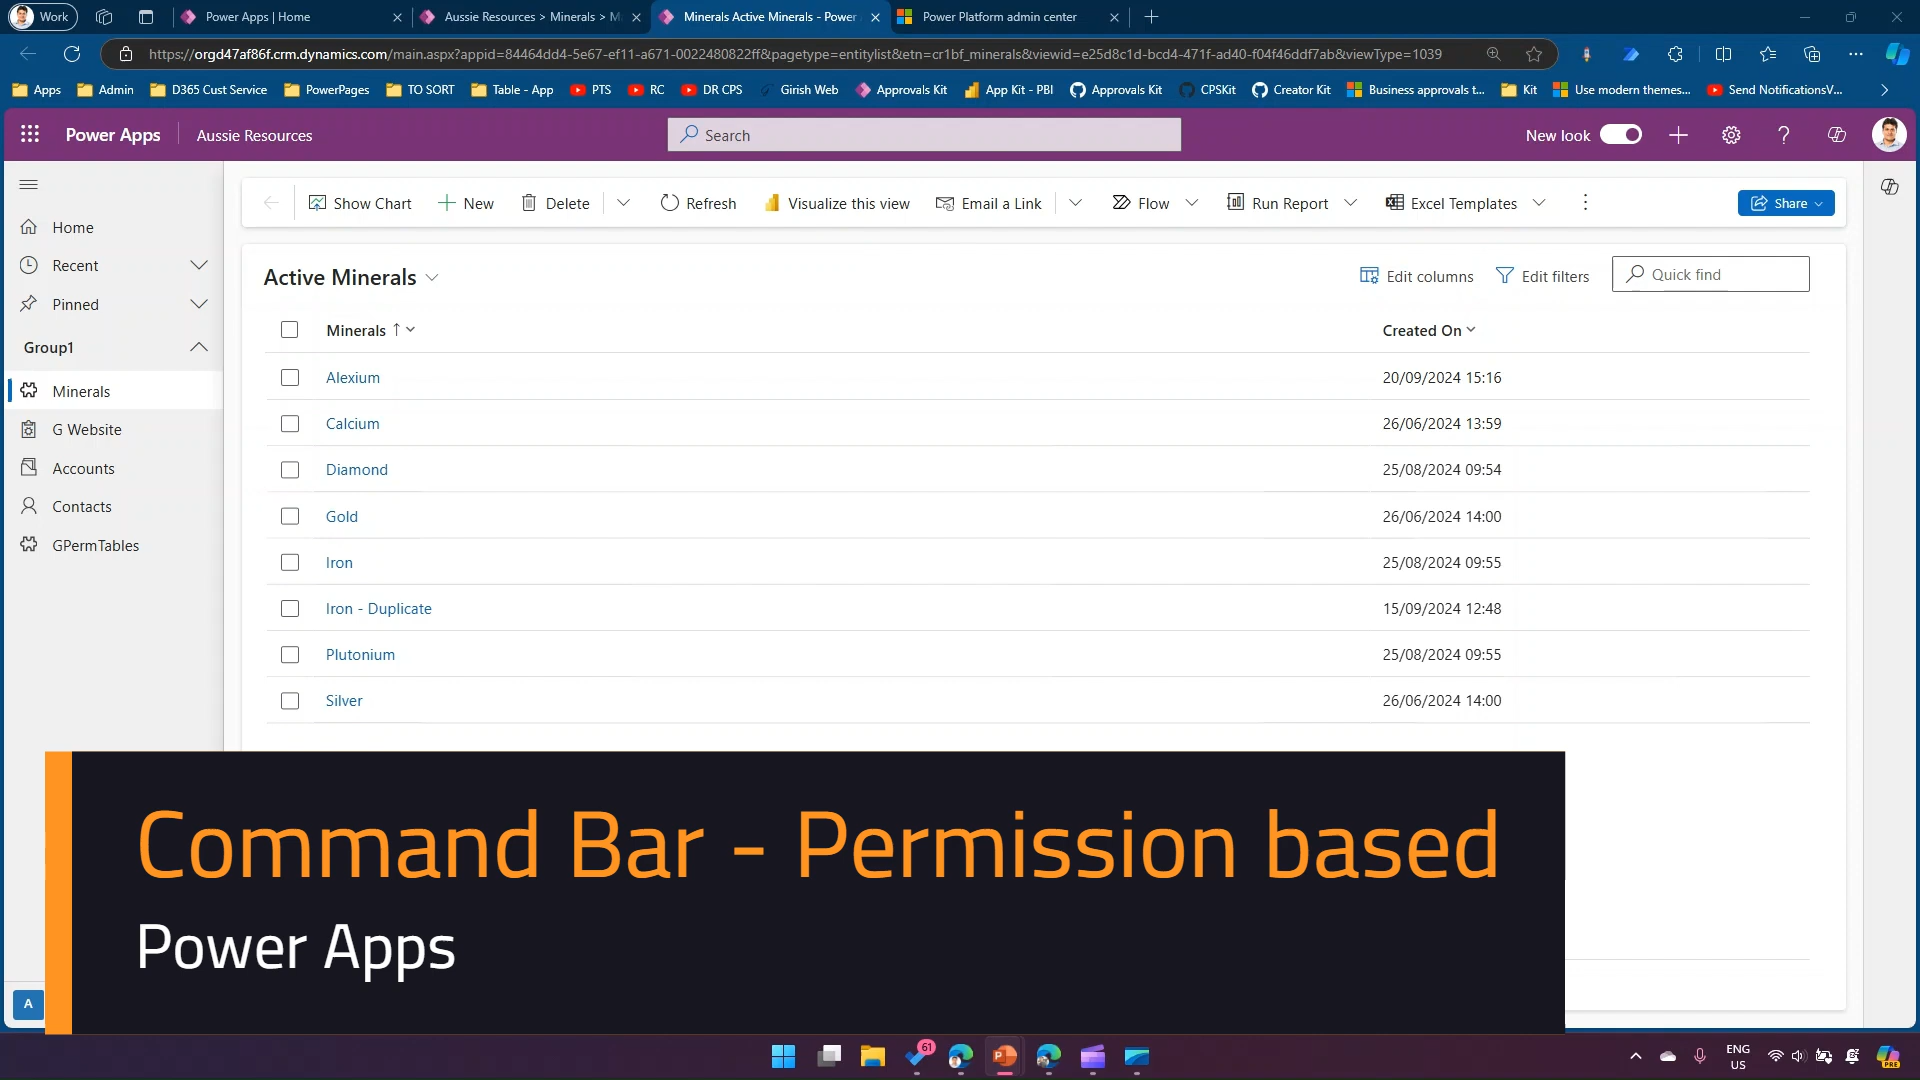 Work
Power Apps | Home
Aussie Resources > Minerals > M
Minerals Active Minerals - Power
Power Platform admin center
https://orgd47af86f.crm.dynamics.com/main.aspx?appid=84464dd4-5e67-ef11-a671-0022480822ff&pagetype=entitylist&etn=cr1bf_minerals&viewid=e25d8c1d-bcd4-471f-ad40-f04f46ddf7ab&viewType=1039
Apps Admin D365 Cust Service PowerPages TO SORT Table - App PTS RC DR CPS Girish Web Approvals Kit App Kit - PBI Approvals Kit CPSKit Creator Kit Business approvals t... Kit Use modern themes... Send NotificationsV...
Power Apps Aussie Resources Search New look
Show Chart New Delete Refresh Visualize this view Email a Link Flow Run Report Excel Templates Share
Home
Recent
Pinned
Group1
Minerals
G Website
Accounts
Contacts
GPermTables
A
Active Minerals Edit columns Edit filters Quick find
Minerals Created On
Alexium 20/09/2024 15:16
Calcium 26/06/2024 13:59
Diamond 25/08/2024 09:54
Gold 26/06/2024 14:00
Iron 25/08/2024 09:55
Iron - Duplicate 15/09/2024 12:48
Plutonium 25/08/2024 09:55
Silver 26/06/2024 14:00
Command Bar - Permission based
Power Apps
61
ENG
US
PRE